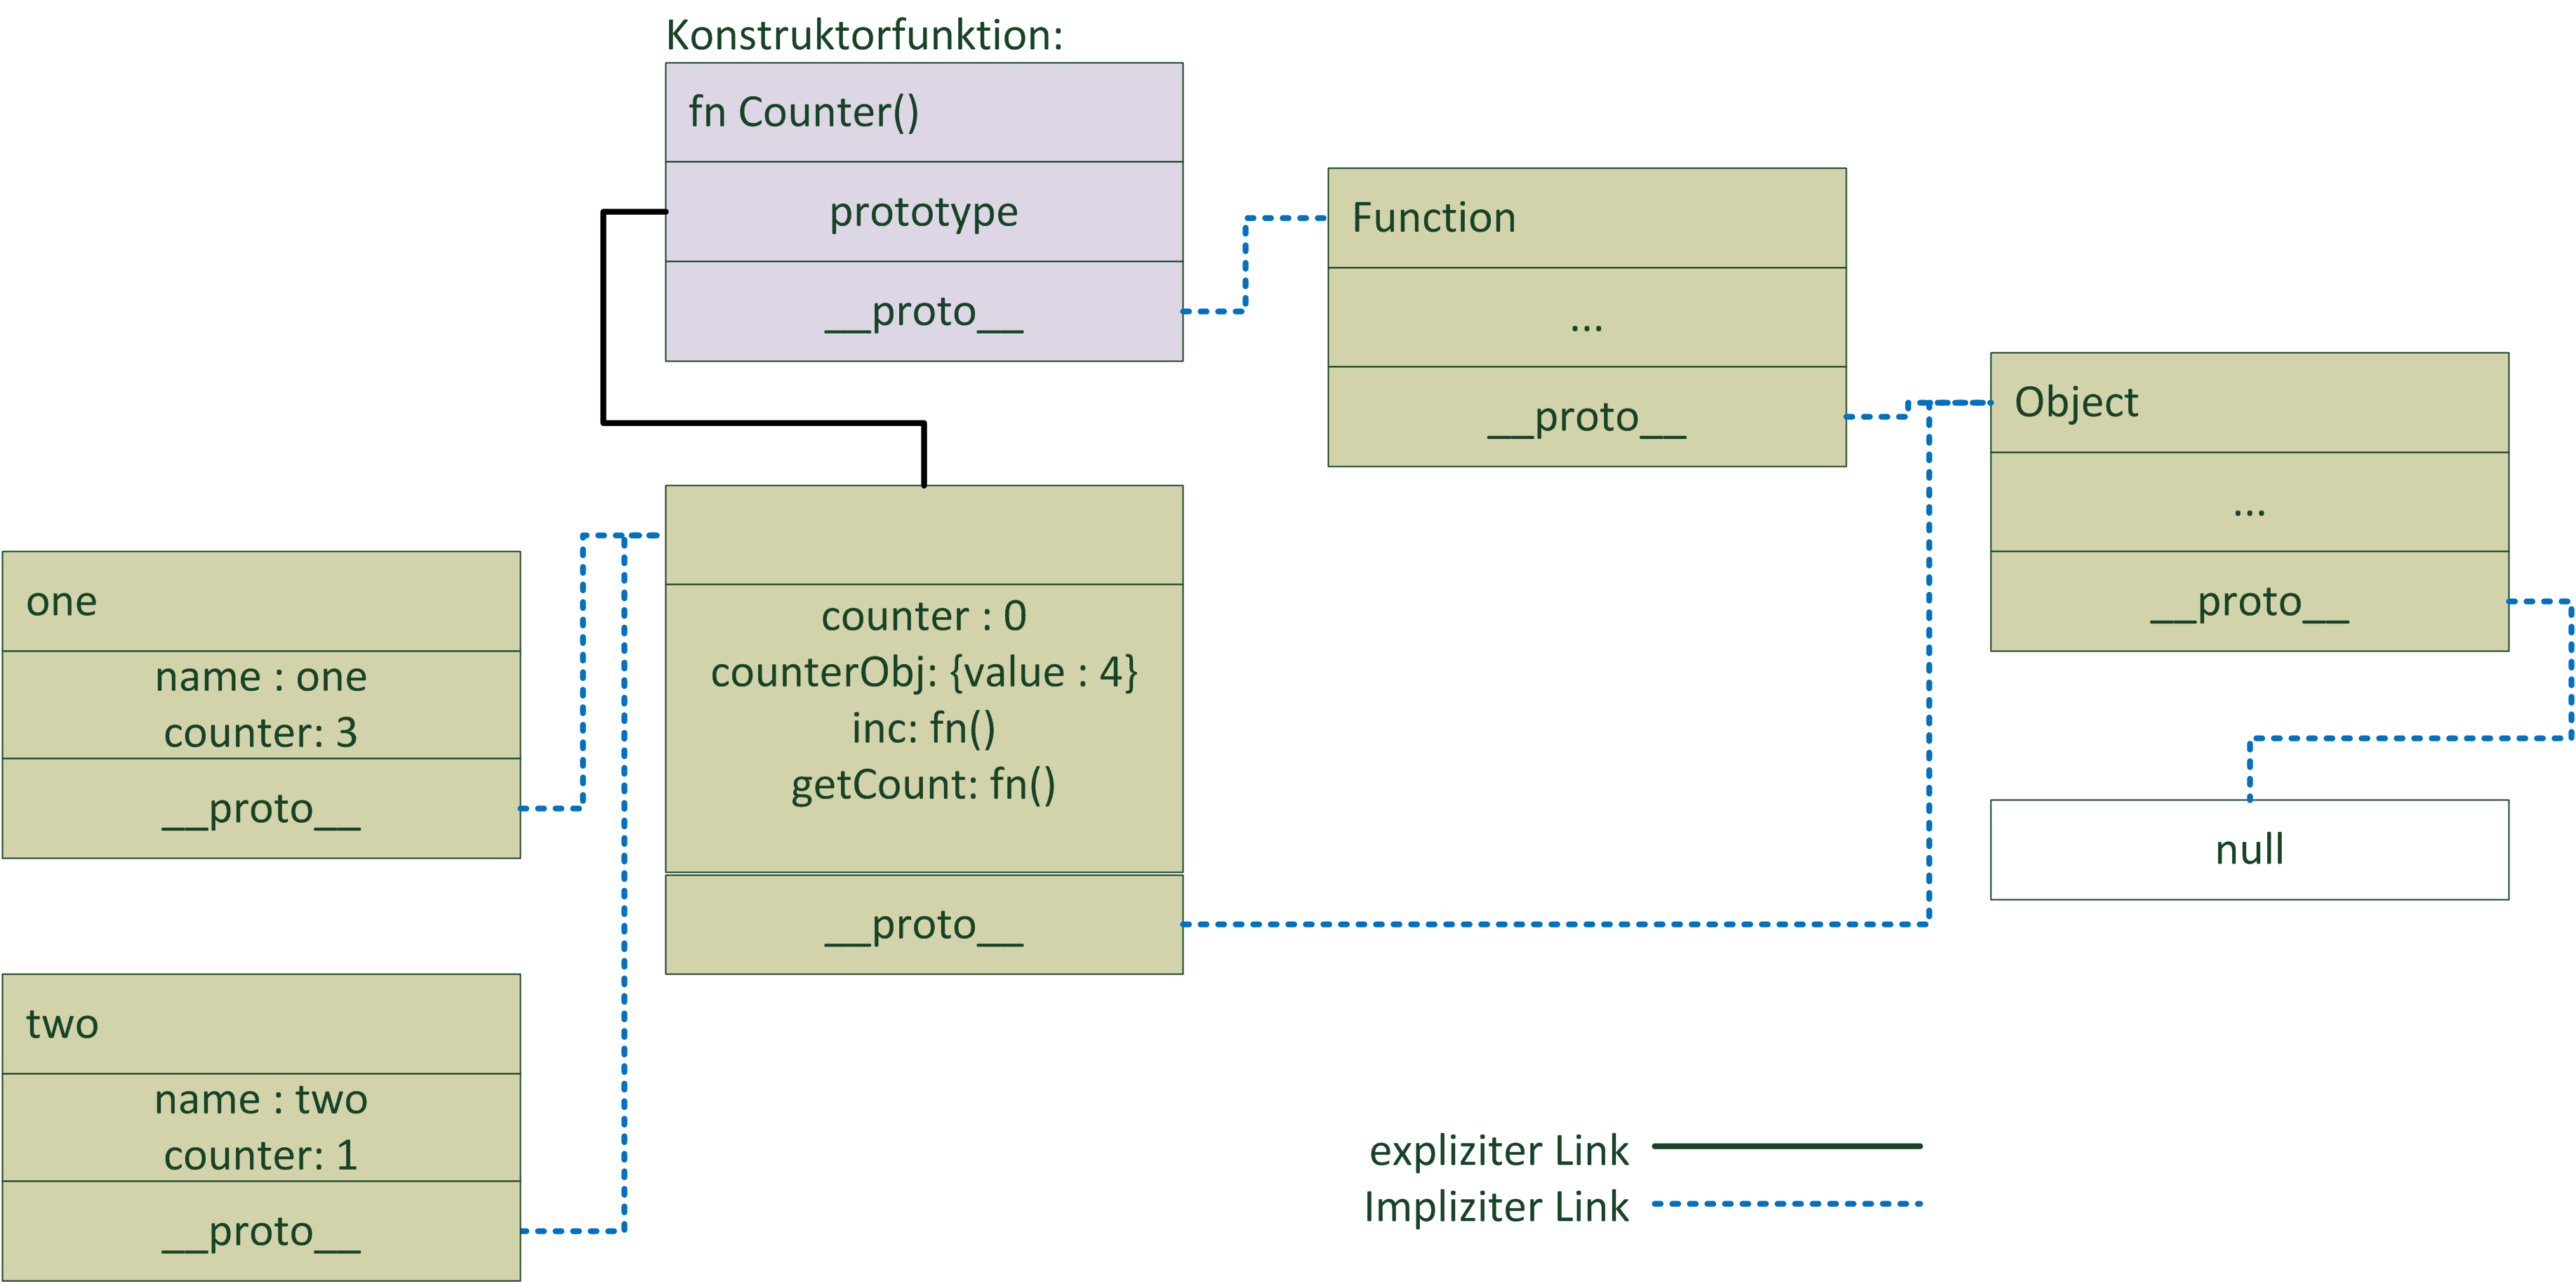 Konstruktorfunktion:
fn Counter()
prototype
__proto__
Function
...
__proto__
Object
...
__proto__
null
counter : 0
counterObj: {value : 4}
inc: fn()
getCount: fn()
__proto__
one
name : one
counter: 3
__proto__
two
name : two
counter: 1
__proto__
expliziter Link
Impliziter Link